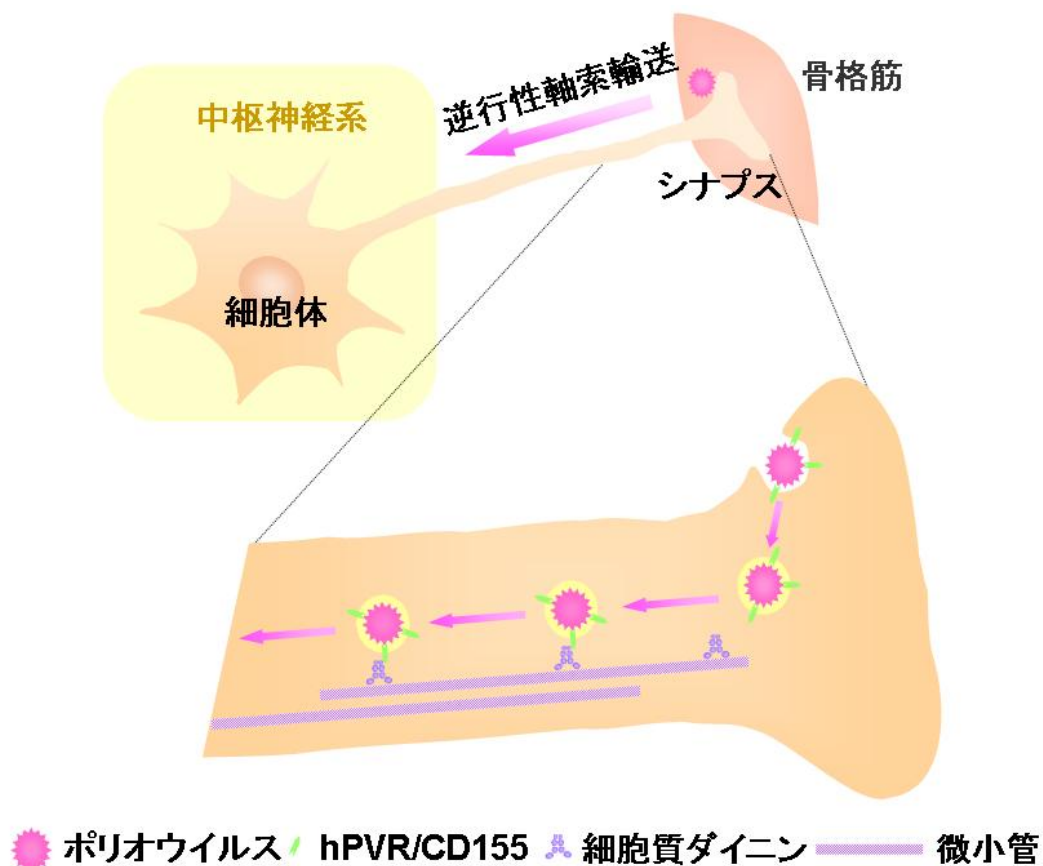 逆行性軸索輸送
骨格筋
中枢神経系
シナプス
細胞体
ポリオウイルス hPVR/CD155 細胞質ダイニン 微小管